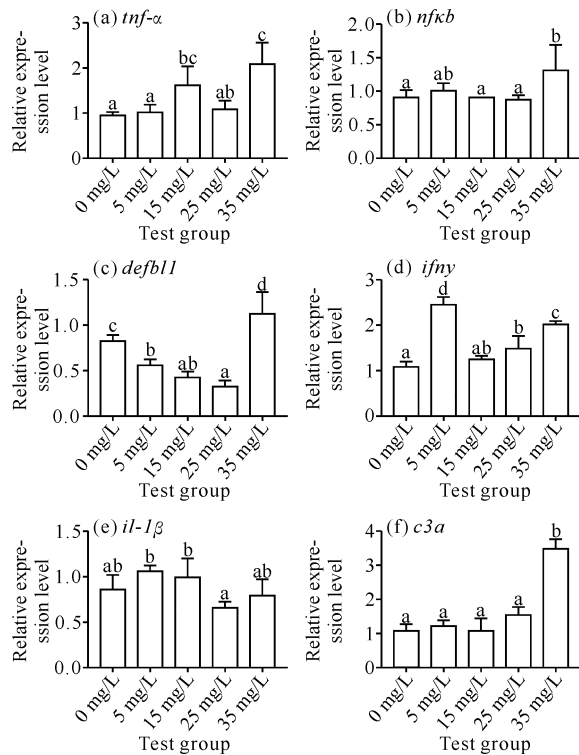 (a) tnf-α
Relative expre-
ssion level
3
2
1
0
a
a
bc
ab
c
0 mg/L
5 mg/L
15 mg/L
25 mg/L
35 mg/L
Test group
(b) nfκb
Relative expre-
ssion level
2.0
1.5
1.0
0.5
0.0
a
ab
a
a
b
0 mg/L
5 mg/L
15 mg/L
25 mg/L
35 mg/L
Test group
(c) defbl1
Relative expre-
ssion level
1.5
1.0
0.5
0.0
c
b
ab
a
d
0 mg/L
5 mg/L
15 mg/L
25 mg/L
35 mg/L
Test group
(d) ifny
Relative expre-
ssion level
3
2
1
0
a
d
ab
b
c
0 mg/L
5 mg/L
15 mg/L
25 mg/L
35 mg/L
Test group
(e) il-1β
Relative expre-
ssion level
1.5
1.0
0.5
0.0
ab
b
b
a
ab
0 mg/L
5 mg/L
15 mg/L
25 mg/L
35 mg/L
Test group
(f) c3a
Relative expre-
ssion level
4
3
2
1
0
a
a
a
a
b
0 mg/L
5 mg/L
15 mg/L
25 mg/L
35 mg/L
Test group